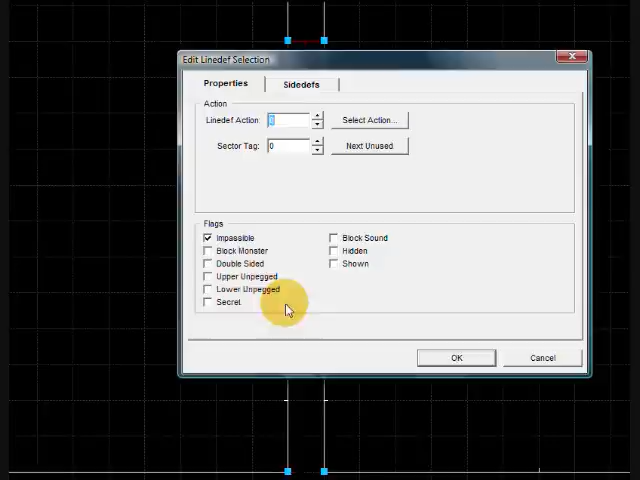 Edit Linedef Selection
Properties
Sidedefs
Action
Linedef Action: 0 Select Action...
Sector Tag: 0 Next Unused
Flags
Impassible
Block Monster
Double Sided
Upper Unpegged
Lower Unpegged
Secret
Block Sound
Hidden
Shown
OK
Cancel